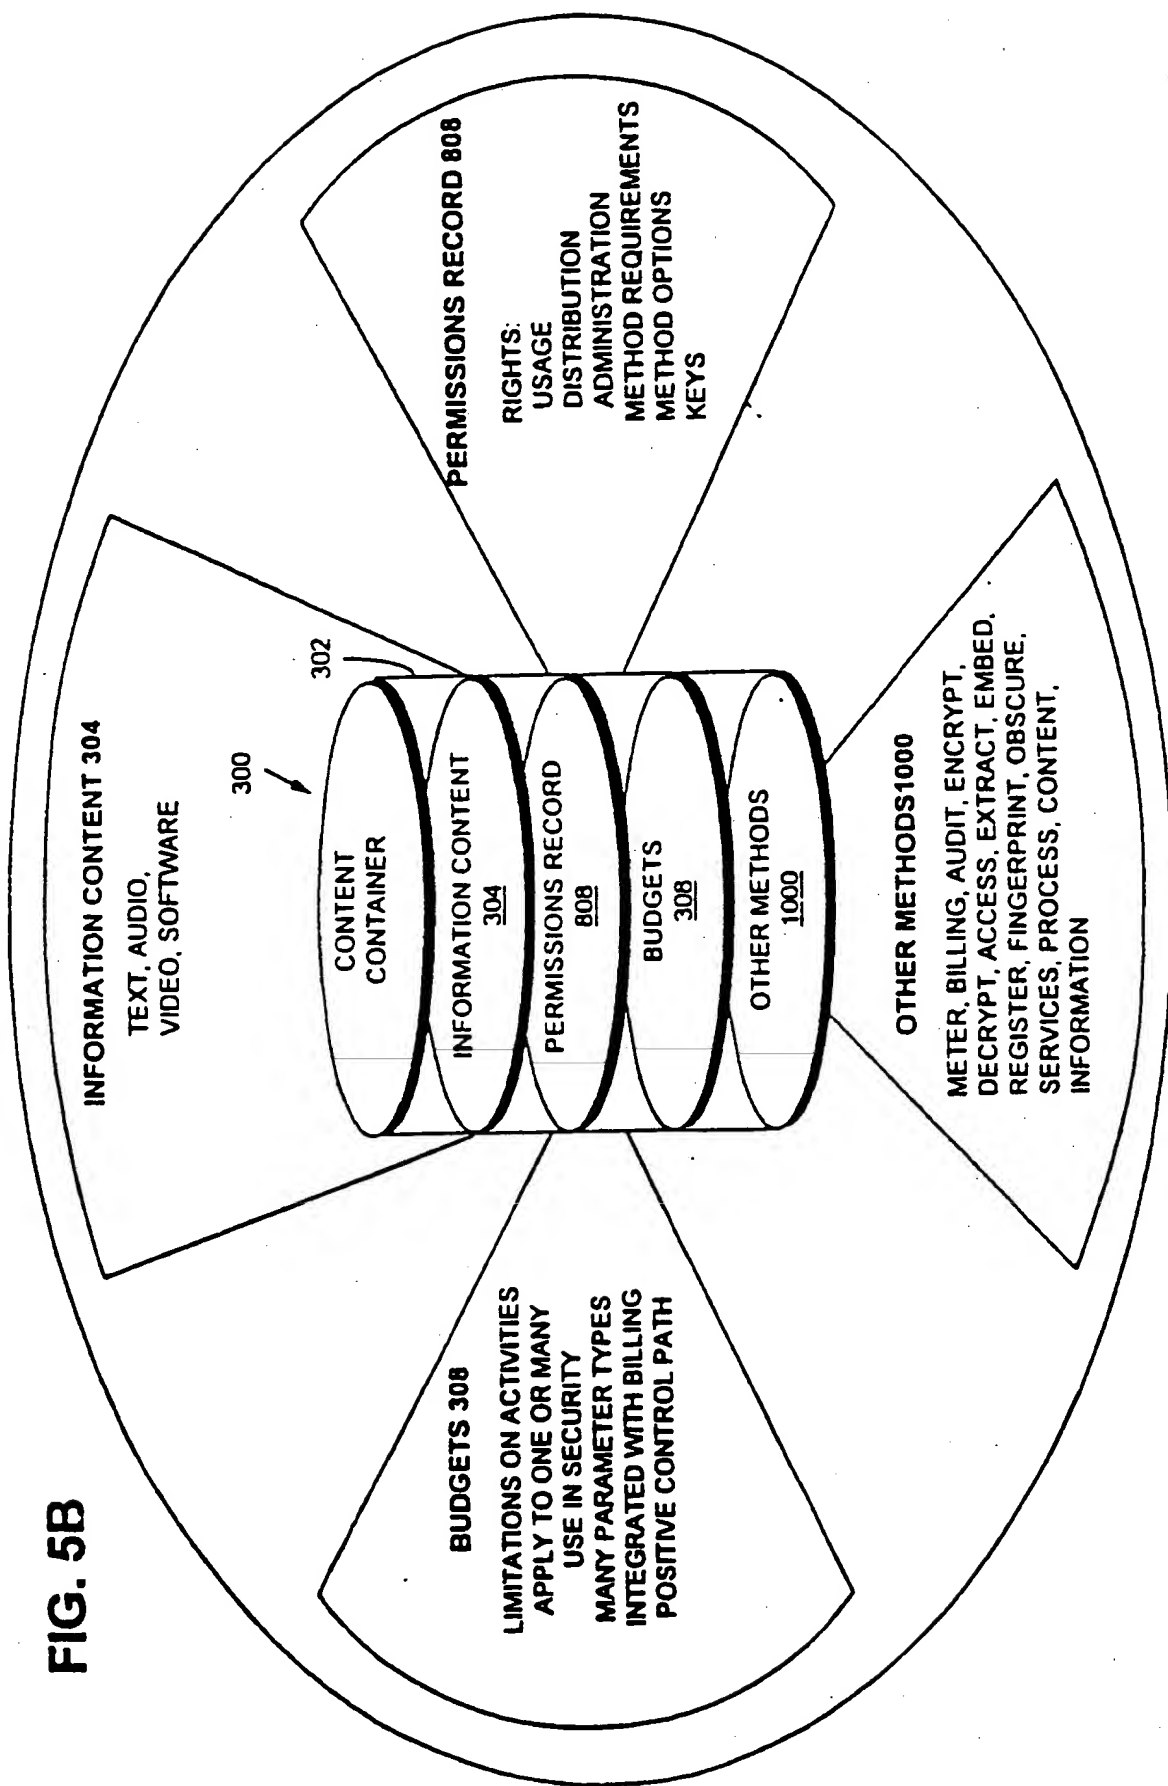 FIG. 5B
INFORMATION CONTENT 304
TEXT, AUDIO,
VIDEO, SOFTWARE
300
302
CONTENT
CONTAINER
INFORMATION CONTENT
304
PERMISSIONS RECORD
808
BUDGETS
308
OTHER METHODS
1000
BUDGETS 308
LIMITATIONS ON ACTIVITIES
APPLY TO ONE OR MANY
USE IN SECURITY
MANY PARAMETER TYPES
INTEGRATED WITH BILLING
POSITIVE CONTROL PATH
PERMISSIONS RECORD 808
RIGHTS:
USAGE
DISTRIBUTION
ADMINISTRATION
METHOD REQUIREMENTS
METHOD OPTIONS
KEYS
OTHER METHODS1000
METER, BILLING, AUDIT, ENCRYPT,
DECRYPT, ACCESS, EXTRACT, EMBED,
REGISTER, FINGERPRINT, OBSCURE,
SERVICES, PROCESS, CONTENT,
INFORMATION